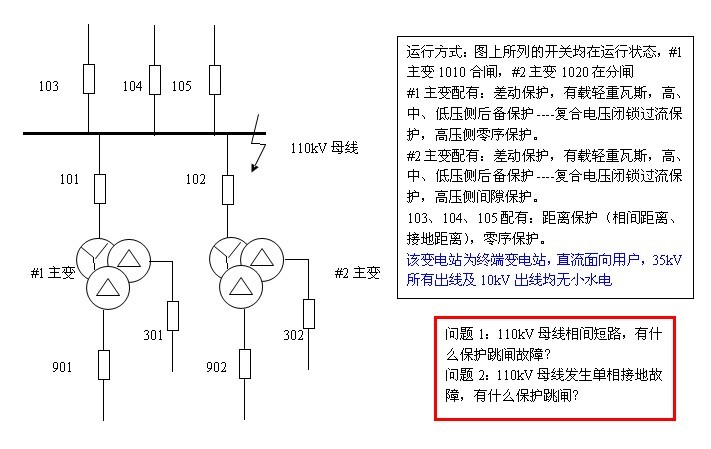 103
104
105
110kV 母线
101
102
#1 主变
#2 主变
301
302
901
902
运行方式：图上所列的开关均在运行状态，#1
主变 1010 合闸，#2 主变 1020 在分闸
#1 主变配有：差动保护，有载轻重瓦斯，高、
中、低压侧后备保护----复合电压闭锁过流保
护，高压侧零序保护。
#2 主变配有：差动保护，有载轻重瓦斯，高、
中、低压侧后备保护----复合电压闭锁过流保
护，高压侧间隙保护。
103、104、105 配有：距离保护（相间距离、
接地距离），零序保护。
该变电站为终端变电站，直流面向用户，35kV
所有出线及 10kV 出线均无小水电
问题 1：110kV 母线相间短路，有什
么保护跳闸故障？
问题 2：110kV 母线发生单相接地故
障，有什么保护跳闸？